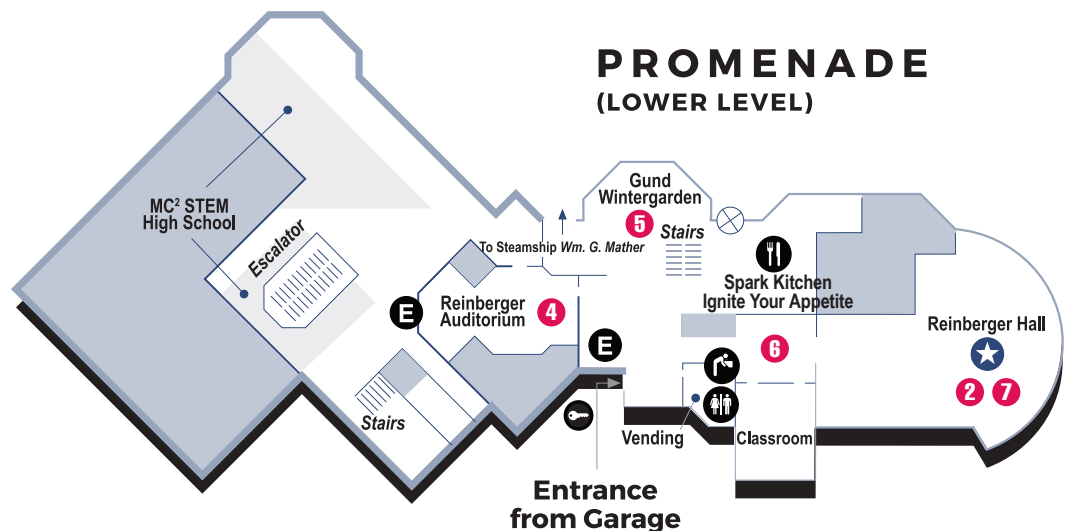 PROMENADE
(LOWER LEVEL)
MC² STEM
High School
Escalator
Stairs
E
Reinberger
Auditorium
4
To Steamship Wm. G. Mather
Gund
Wintergarden
5
Stairs
Spark Kitchen
Ignite Your Appetite
6
E
Reinberger Hall
2
7
Vending
Classroom
Entrance
from Garage